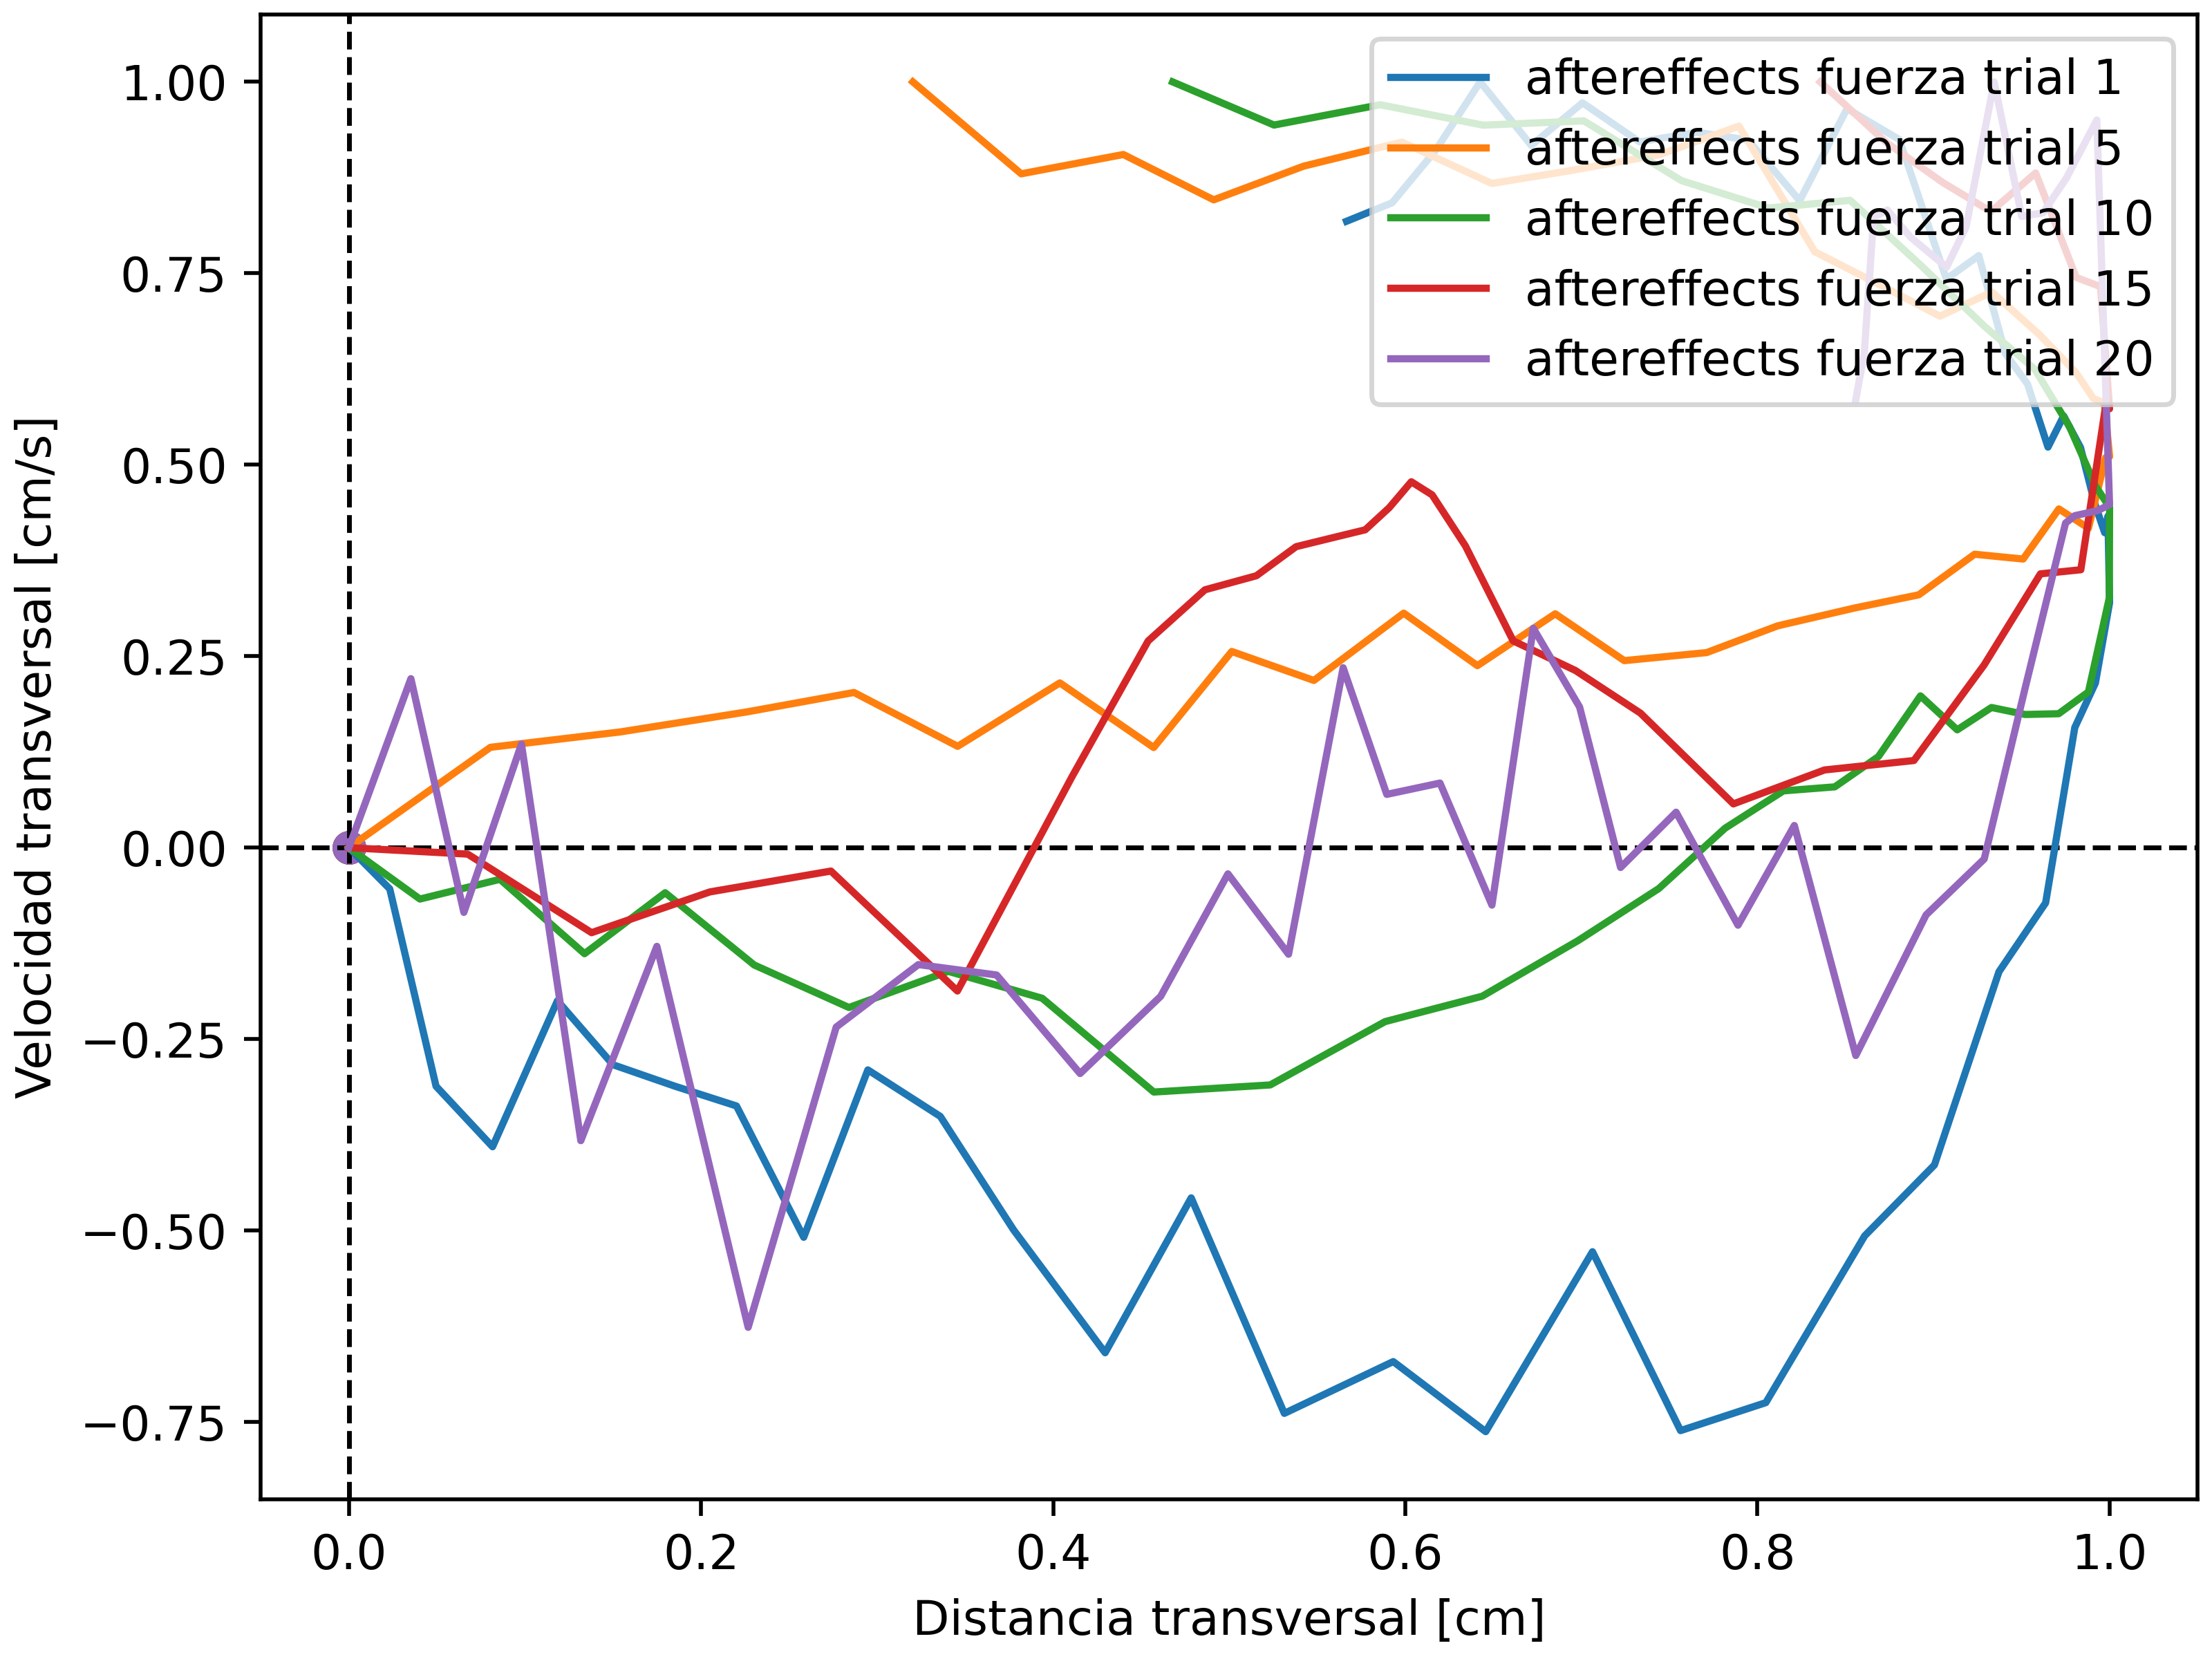 1.00
0.75
0.50
0.25
0.00
−0.25
−0.50
−0.75
Velocidad transversal [cm/s]
aftereffects fuerza trial 1
aftereffects fuerza trial 5
aftereffects fuerza trial 10
aftereffects fuerza trial 15
aftereffects fuerza trial 20
0.0 0.2 0.4 0.6 0.8 1.0
Distancia transversal [cm]